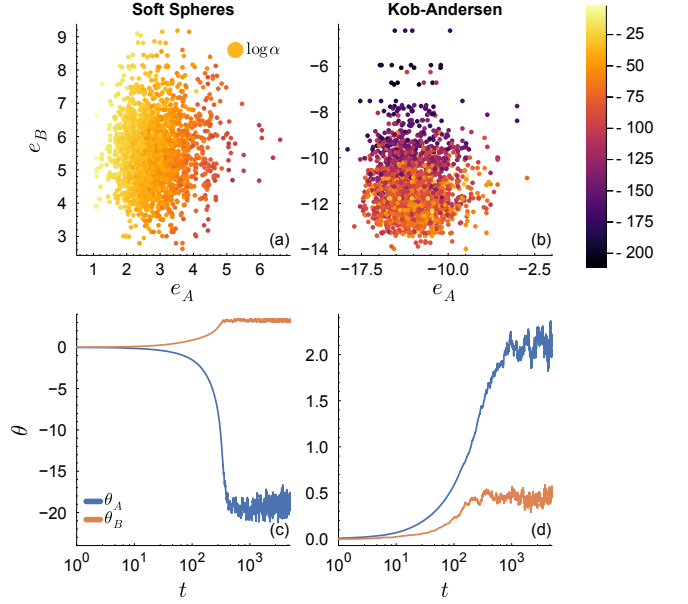 Soft Spheres
Kob-Andersen
log α
9
8
7
6
5
4
3
e_B
(a)
1 2 3 4 5 6
e_A
−6
−8
−10
−12
−14
(b)
−17.5 −10.0 −2.5
e_A
- 25
- 50
- 75
- 100
- 125
- 150
- 175
- 200
0
−5
−10
−15
−20
θ
θ_A
θ_B
(c)
10^0 10^1 10^2 10^3
t
2.0
1.5
1.0
0.5
0.0
(d)
10^0 10^1 10^2 10^3
t